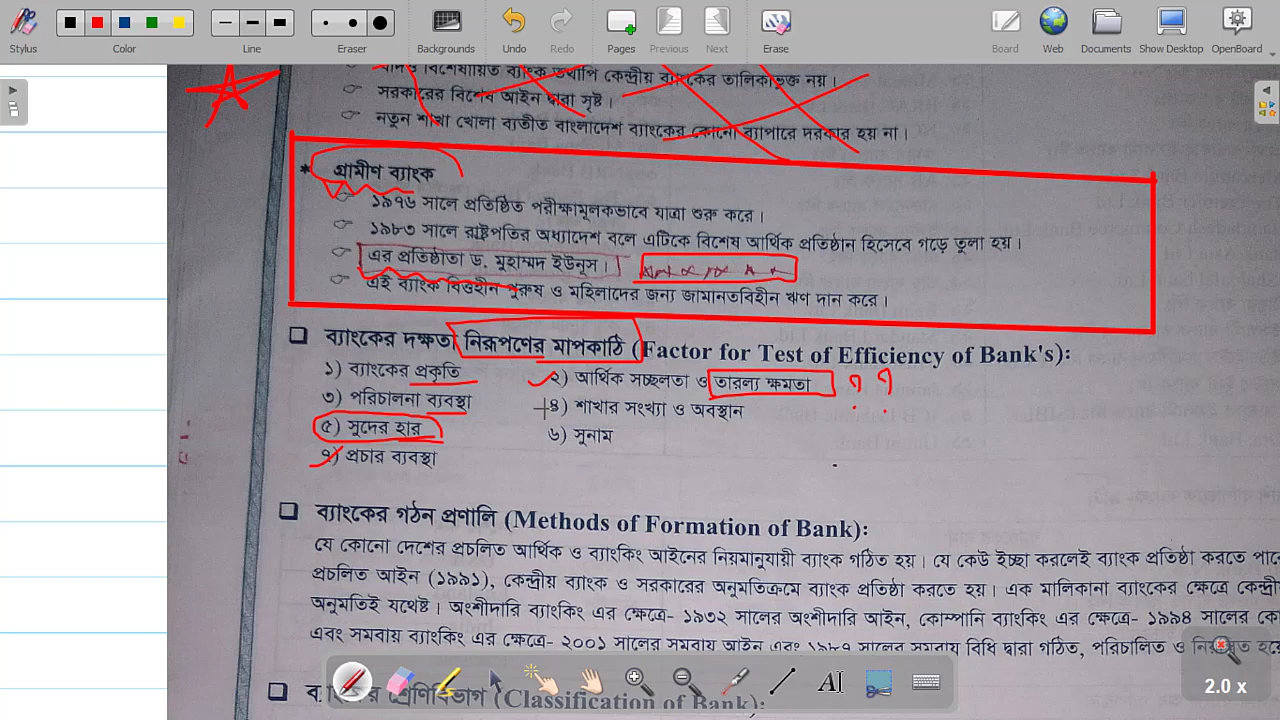 Stylus Color Line Eraser Backgrounds Undo Redo Pages Previous Next Erase Board Web Documents Show Desktop OpenBoard
যদিও বিশেষায়িত ব্যাংক তথাপি কেন্দ্রীয় ব্যাংকের তালিকাভুক্ত নয়।
সরকারের বিশেষ আইন দ্বারা সৃষ্ট।
নতুন শাখা খোলা ব্যতীত বাংলাদেশ ব্যাংকের কোনো ব্যাপারে দরকার হয় না।
* গ্রামীণ ব্যাংক
১৯৭৬ সালে প্রতিষ্ঠিত পরীক্ষামূলকভাবে যাত্রা শুরু করে।
১৯৮৩ সালে রাষ্ট্রপতির অধ্যাদেশ বলে এটিকে বিশেষ আর্থিক প্রতিষ্ঠান হিসেবে গড়ে তুলা হয়।
এর প্রতিষ্ঠাতা ড. মুহাম্মদ ইউনূস।
এই ব্যাংক বিত্তহীন পুরুষ ও মহিলাদের জন্য জামানতবিহীন ঋণ দান করে।
ব্যাংকের দক্ষতা নিরূপণের মাপকাঠি (Factor for Test of Efficiency of Bank's):
১) ব্যাংকের প্রকৃতি ২) আর্থিক সচ্ছলতা ও তারল্য ক্ষমতা ? ?
৩) পরিচালনা ব্যবস্থা ৪) শাখার সংখ্যা ও অবস্থান
৫) সুদের হার ৬) সুনাম
৭) প্রচার ব্যবস্থা
ব্যাংকের গঠন প্রণালি (Methods of Formation of Bank):
যে কোনো দেশের প্রচলিত আর্থিক ও ব্যাংকিং আইনের নিয়মানুযায়ী ব্যাংক গঠিত হয়। যে কেউ ইচ্ছা করলেই ব্যাংক প্রতিষ্ঠা করতে পারে
প্রচলিত আইন (১৯৯১), কেন্দ্রীয় ব্যাংক ও সরকারের অনুমতিক্রমে ব্যাংক প্রতিষ্ঠা করতে হয়। এক মালিকানা ব্যাংকের ক্ষেত্রে কেন্দ্রী
অনুমতিই যথেষ্ট। অংশীদারি ব্যাংকিং এর ক্ষেত্রে- ১৯৩২ সালের অংশীদারি আইন, কোম্পানি ব্যাংকিং এর ক্ষেত্রে- ১৯৯৪ সালের কো
এবং সমবায় ব্যাংকিং এর ক্ষেত্রে- ২০০১ সালের সমবায় আইন এবং ১৯৮৭ সালের সমবায় বিধি দ্বারা গঠিত, পরিচালিত ও নিয়ন্ত্রিত হয়ে
শ্রেণিবিভাগ (Classification of Bank):
2.0 x